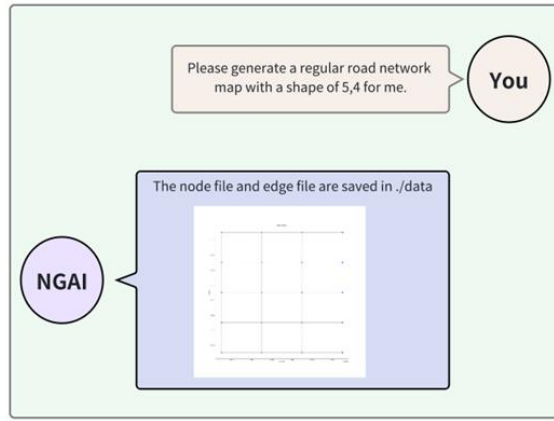 Please generate a regular road network
map with a shape of 5,4 for me.
You
The node file and edge file are saved in ./data
NGAI